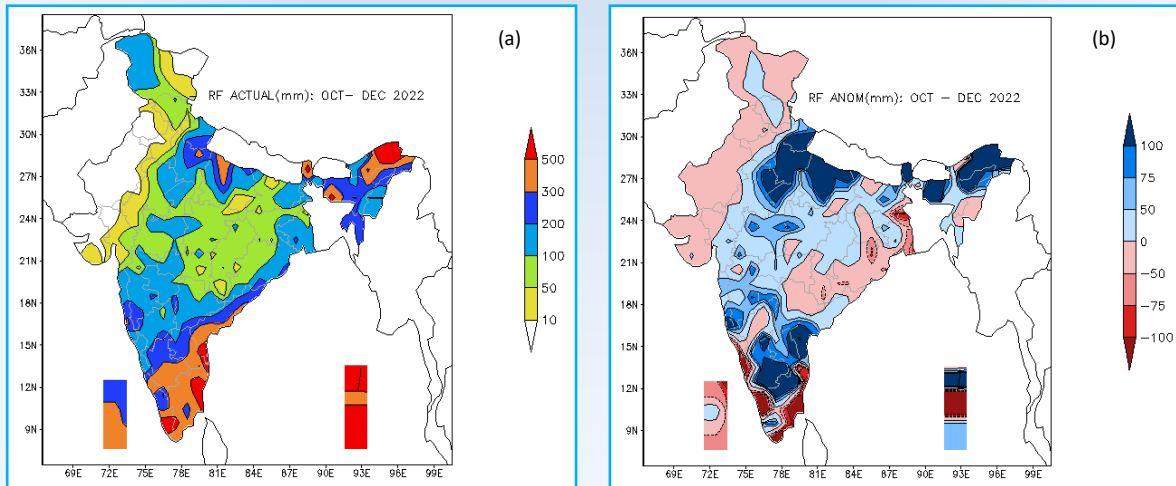 (a)
RF ACTUAL(mm): OCT- DEC 2022
36N
33N
30N
27N
24N
21N
18N
15N
12N
9N
69E 72E 75E 78E 81E 84E 87E 90E 93E 96E 99E
500
300
200
100
50
10
(b)
RF ANOM(mm): OCT - DEC 2022
36N
33N
30N
27N
24N
21N
18N
15N
12N
9N
69E 72E 75E 78E 81E 84E 87E 90E 93E 96E 99E
100
75
50
0
-50
-75
-100